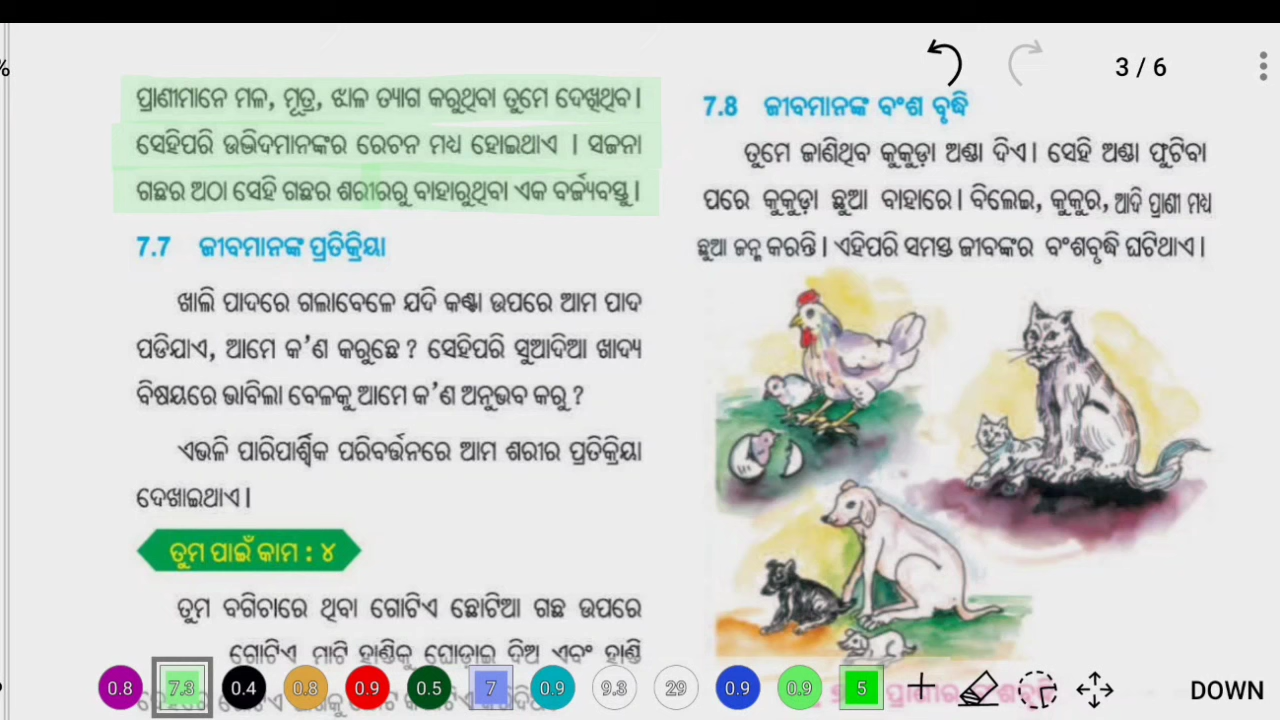 3 / 6
ପ୍ରାଣୀମାନେ ମଳ, ମୂତ୍ର, ଝାଳ ତ୍ୟାଗ କରୁଥିବା ତୁମେ ଦେଖିଥିବ।
ସେହିପରି ଉଦ୍ଭିଦମାନଙ୍କର ରେଚନ ମଧ୍ୟ ହୋଇଥାଏ । ସଜନା
ଗଛର ଅଠା ସେହି ଗଛର ଶରୀରରୁ ବାହାରୁଥିବା ଏକ ବର୍ଜ୍ୟବସ୍ତୁ।
7.7 ଜୀବମାନଙ୍କ ପ୍ରତିକ୍ରିୟା
ଖାଲି ପାଦରେ ଗଲାବେଳେ ଯଦି କଣ୍ଟା ଉପରେ ଆମ ପାଦ
ପଡିଯାଏ, ଆମେ କ'ଣ କରୁଛେ ? ସେହିପରି ସୁଆଦିଆ ଖାଦ୍ୟ
ବିଷୟରେ ଭାବିଲା ବେଳକୁ ଆମେ କ'ଣ ଅନୁଭବ କରୁ ?
ଏଭଳି ପାରିପାର୍ଶ୍ୱିକ ପରିବର୍ତ୍ତନରେ ଆମ ଶରୀର ପ୍ରତିକ୍ରିୟା
ଦେଖାଇଥାଏ।
ତୁମ ପାଇଁ କାମ : ୪
ତୁମ ବଗିଚାରେ ଥିବା ଗୋଟିଏ ଛୋଟିଆ ଗଛ ଉପରେ
ଗୋଟିଏ ମାଟି ହାଣ୍ଡିକୁ ଘୋଡ଼ାଇ ଦିଅ ଏବଂ ହାଣ୍ଡି
7.8 ଜୀବମାନଙ୍କ ବଂଶ ବୃଦ୍ଧି
ତୁମେ ଜାଣିଥିବ କୁକୁଡ଼ା ଅଣ୍ଡା ଦିଏ। ସେହି ଅଣ୍ଡା ଫୁଟିବା
ପରେ କୁକୁଡ଼ା ଛୁଆ ବାହାରେ। ବିଲେଇ, କୁକୁର, ଆଦି ପ୍ରାଣୀ ମଧ୍ୟ
ଛୁଆ ଜନ୍ମ କରନ୍ତି। ଏହିପରି ସମସ୍ତ ଜୀବଙ୍କର ବଂଶବୃଦ୍ଧି ଘଟିଥାଏ।
ପ୍ରାଣୀର ବଂଶବୃଦ୍ଧି
0.8 7.3 0.4 0.8 0.9 0.5 7 0.9 9.3 29 0.9 0.9 5 DOWN